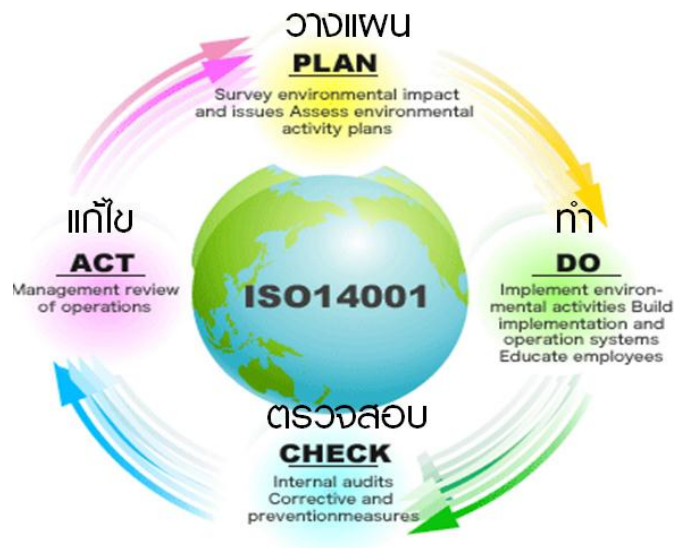 วางแผน
PLAN
Survey environmental impact
and issues Assess environmental
activity plans
แก้ไข
ACT
Management review
of operations
ISO14001
ทำ
DO
Implement environ-
mental activities Build
implementation and
operation systems
Educate employees
ตรวจสอบ
CHECK
Internal audits
Corrective and
preventionmeasures